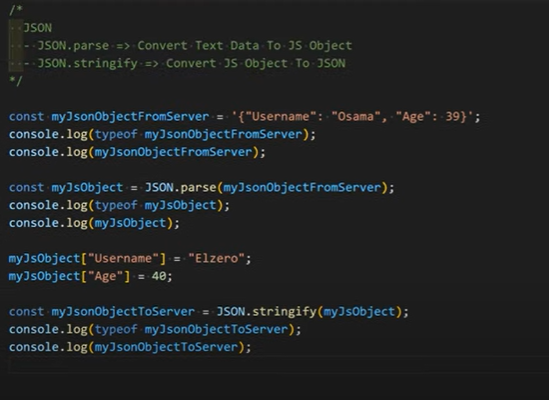 /*
  JSON
  - JSON.parse => Convert Text Data To JS Object
  - JSON.stringify => Convert JS Object To JSON
*/
const myJsonObjectFromServer = '{"Username": "Osama", "Age": 39}';
console.log(typeof myJsonObjectFromServer);
console.log(myJsonObjectFromServer);
const myJsObject = JSON.parse(myJsonObjectFromServer);
console.log(typeof myJsObject);
console.log(myJsObject);
myJsObject["Username"] = "Elzero";
myJsObject["Age"] = 40;
const myJsonObjectToServer = JSON.stringify(myJsObject);
console.log(typeof myJsonObjectToServer);
console.log(myJsonObjectToServer);